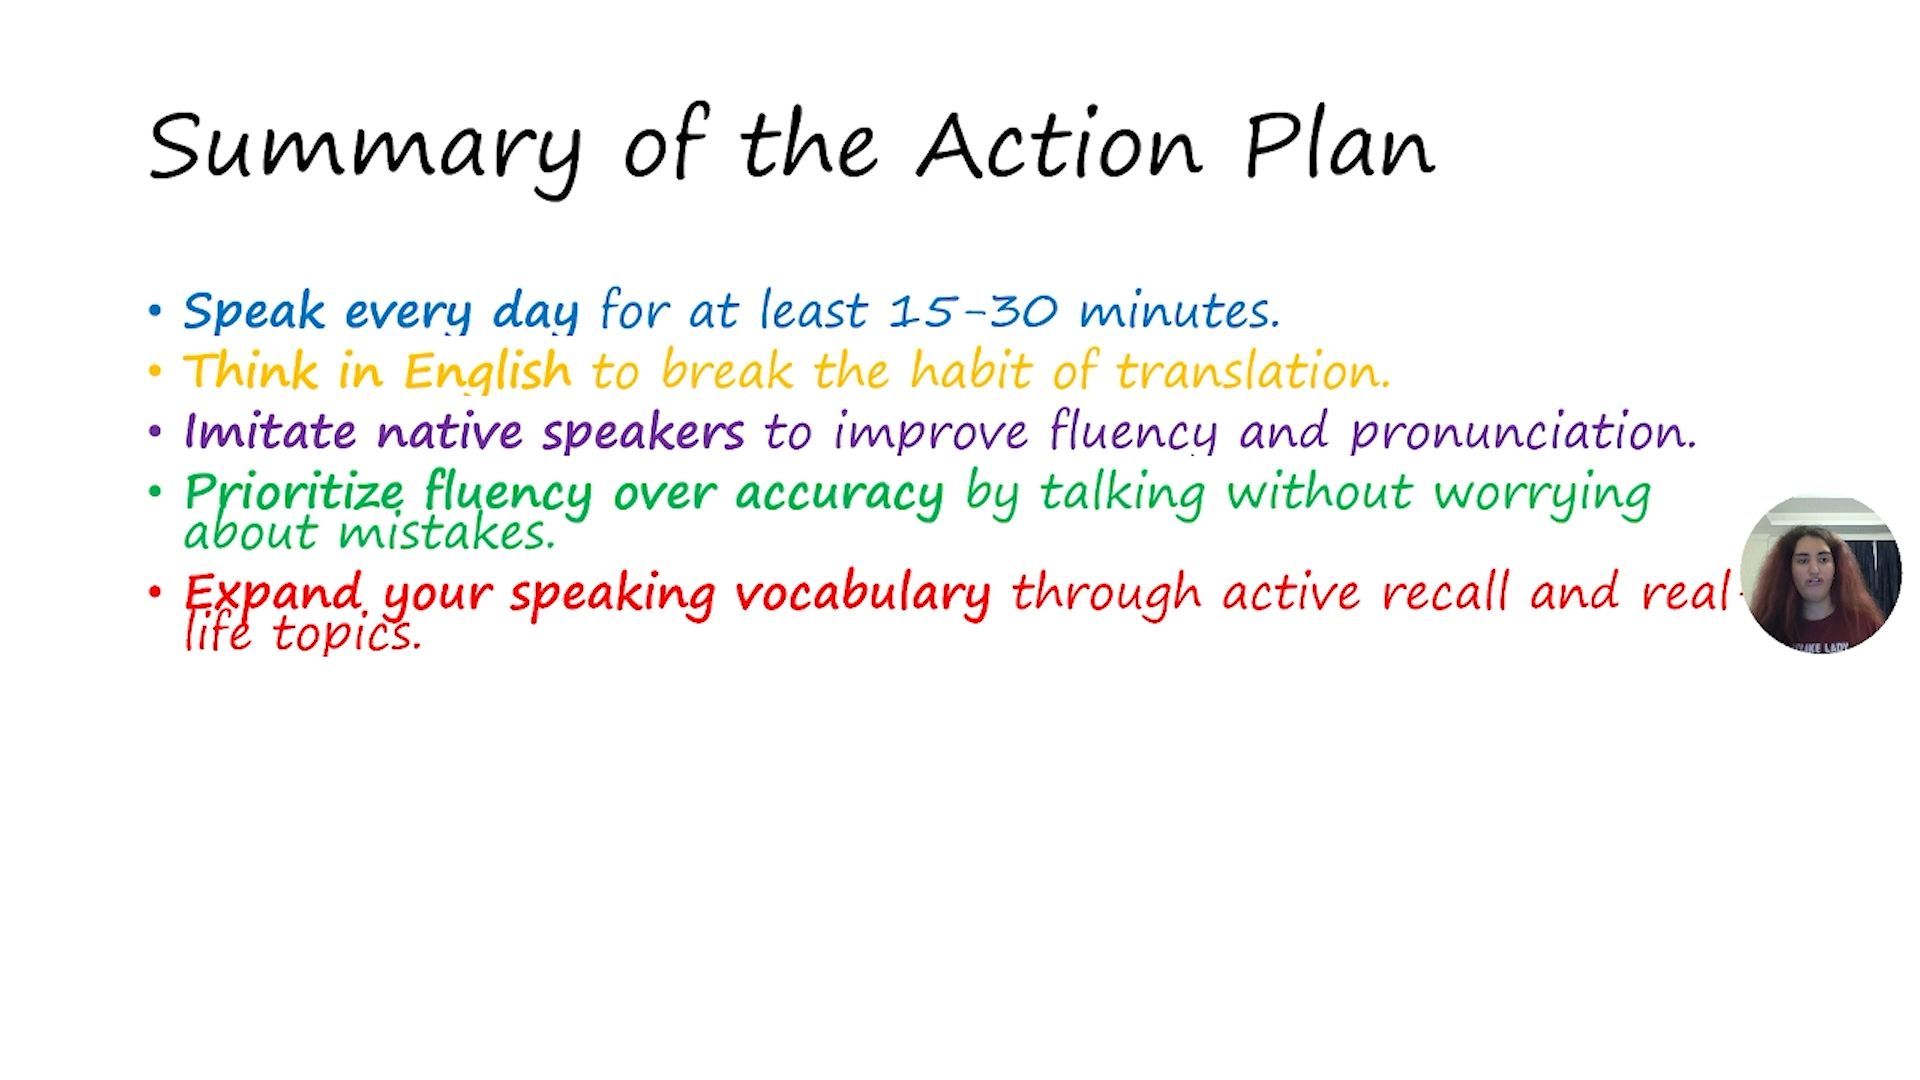 Summary of the Action Plan
• Speak every day for at least 15-30 minutes.
• Think in English to break the habit of translation.
• Imitate native speakers to improve fluency and pronunciation.
• Prioritize fluency over accuracy by talking without worrying
about mistakes.
• Expand your speaking vocabulary through active recall and real-
life topics.
LIKE LADY